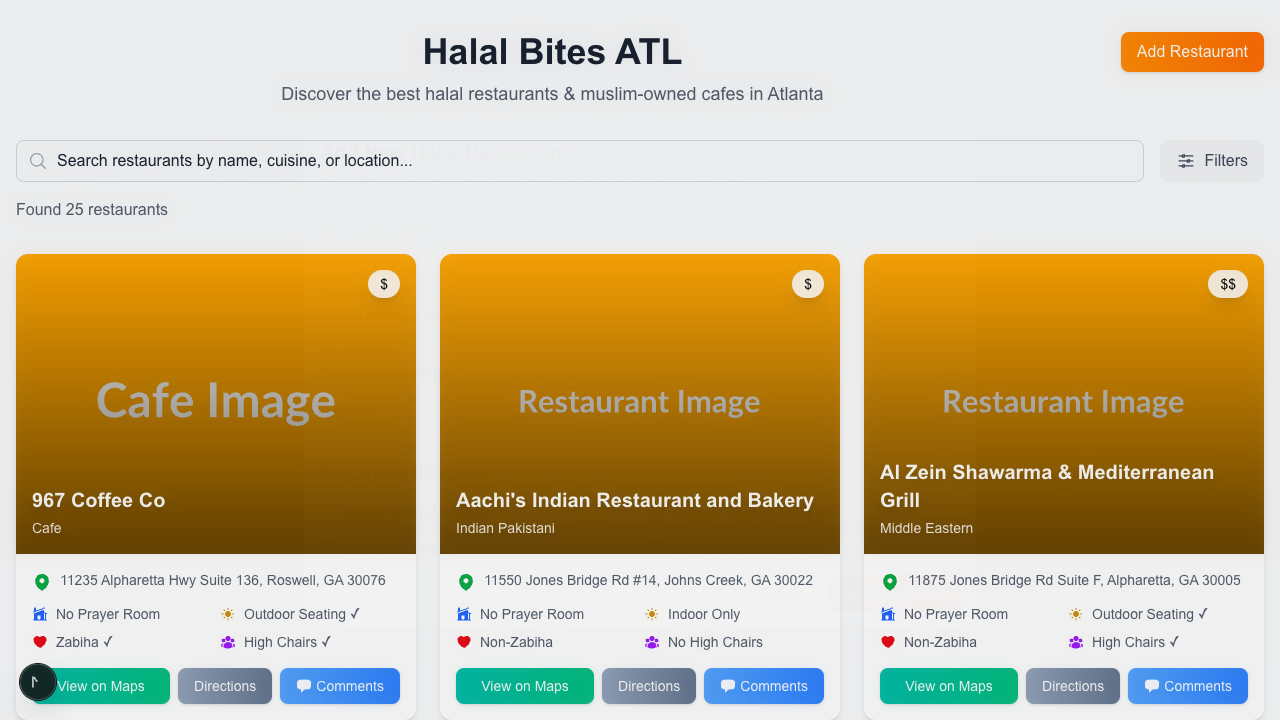 Halal Bites ATL
Add Restaurant
Discover the best halal restaurants & muslim-owned cafes in Atlanta
Search restaurants by name, cuisine, or location...
Filters
Found 25 restaurants
$
Cafe Image
967 Coffee Co
Cafe
11235 Alpharetta Hwy Suite 136, Roswell, GA 30076
No Prayer Room
Outdoor Seating ✓
Zabiha ✓
High Chairs ✓
View on Maps
Directions
Comments
$
Restaurant Image
Aachi's Indian Restaurant and Bakery
Indian Pakistani
11550 Jones Bridge Rd #14, Johns Creek, GA 30022
No Prayer Room
Indoor Only
Non-Zabiha
No High Chairs
View on Maps
Directions
Comments
$$
Restaurant Image
Al Zein Shawarma & Mediterranean
Grill
Middle Eastern
11875 Jones Bridge Rd Suite F, Alpharetta, GA 30005
No Prayer Room
Outdoor Seating ✓
Non-Zabiha
High Chairs ✓
View on Maps
Directions
Comments